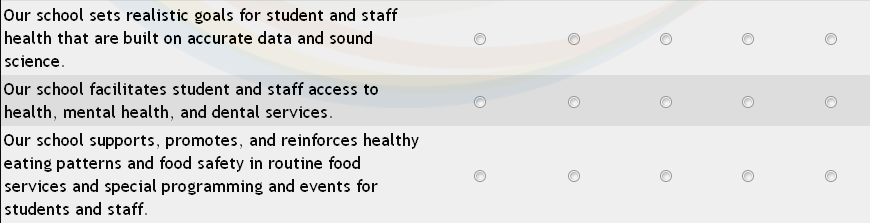 Our school sets realistic goals for student and staff
health that are built on accurate data and sound
science.
Our school facilitates student and staff access to
health, mental health, and dental services.
Our school supports, promotes, and reinforces healthy
eating patterns and food safety in routine food
services and special programming and events for
students and staff.